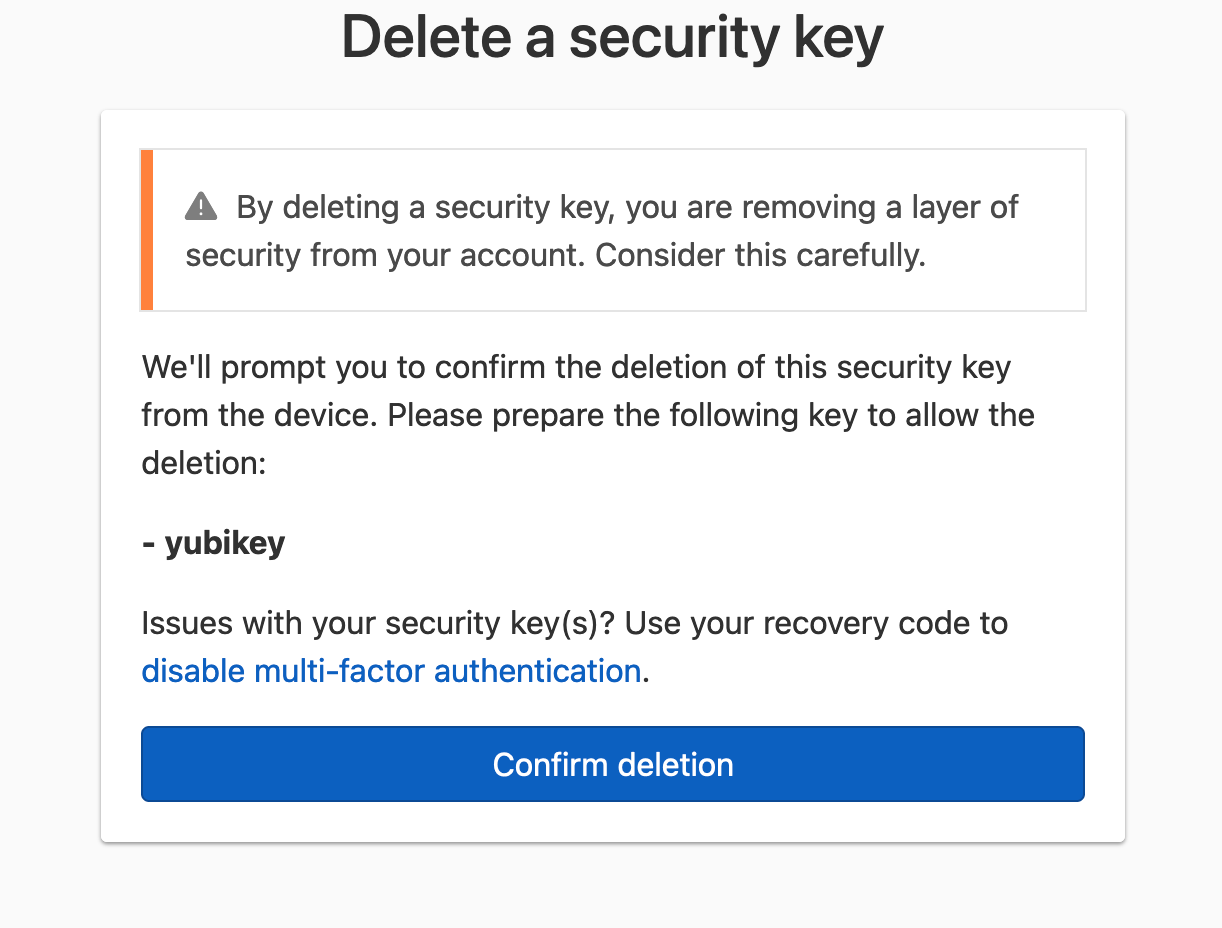 Delete a security key
By deleting a security key, you are removing a layer of
security from your account. Consider this carefully.
We'll prompt you to confirm the deletion of this security key
from the device. Please prepare the following key to allow the
deletion:
- yubikey
Issues with your security key(s)? Use your recovery code to
disable multi-factor authentication.
Confirm deletion